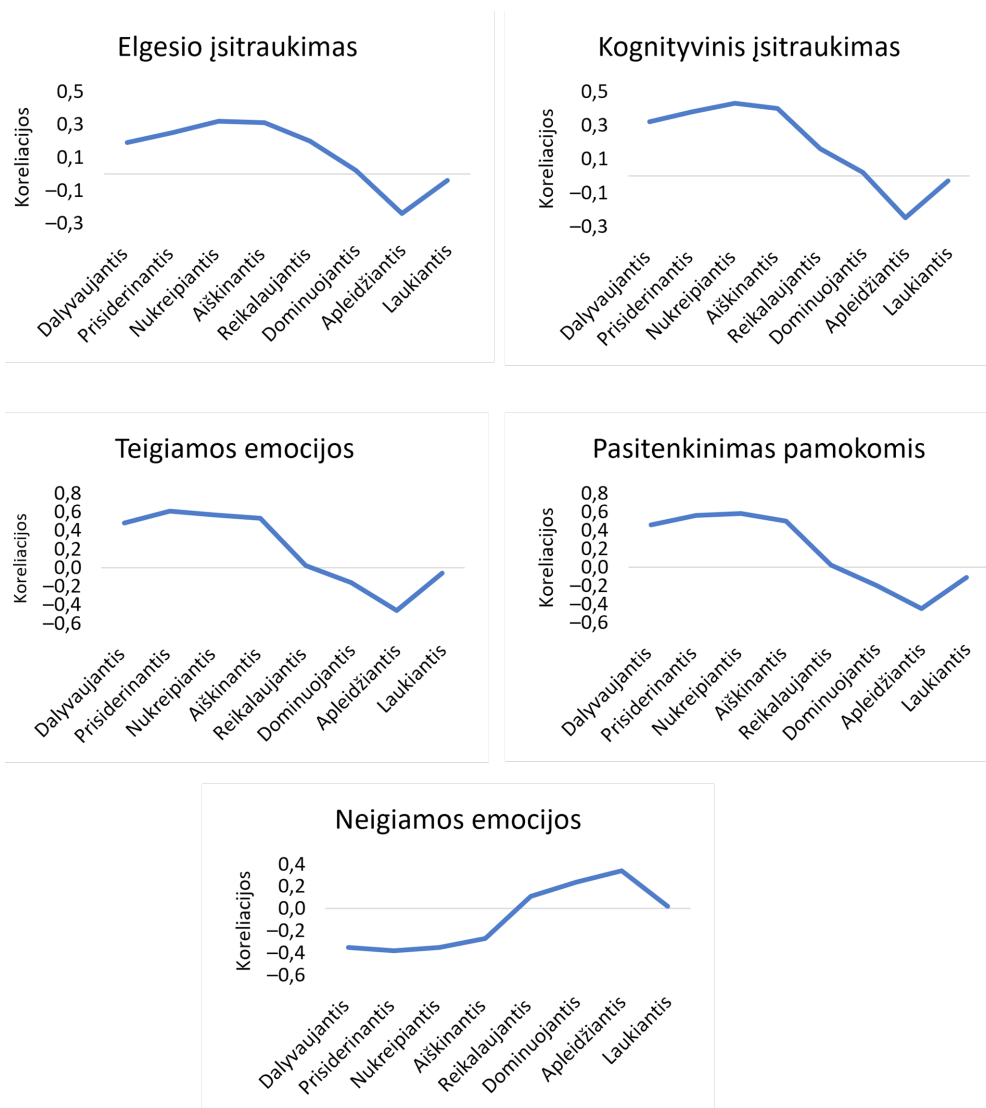 Elgesio įsitraukimas
Koreliacijos
0,5
0,3
0,1
–0,1
–0,3
Dalyvaujantis
Prisiderinantis
Nukreipiantis
Aiškinantis
Reikalaujantis
Dominuojantis
Apleidžiantis
Laukiantis
Kognityvinis įsitraukimas
Koreliacijos
0,5
0,3
0,1
–0,1
–0,3
Dalyvaujantis
Prisiderinantis
Nukreipiantis
Aiškinantis
Reikalaujantis
Dominuojantis
Apleidžiantis
Laukiantis
Teigiamos emocijos
Koreliacijos
0,8
0,6
0,4
0,2
0,0
–0,2
–0,4
–0,6
Dalyvaujantis
Prisiderinantis
Nukreipiantis
Aiškinantis
Reikalaujantis
Dominuojantis
Apleidžiantis
Laukiantis
Pasitenkinimas pamokomis
Koreliacijos
0,8
0,6
0,4
0,2
0,0
–0,2
–0,4
–0,6
Dalyvaujantis
Prisiderinantis
Nukreipiantis
Aiškinantis
Reikalaujantis
Dominuojantis
Apleidžiantis
Laukiantis
Neigiamos emocijos
Koreliacijos
0,4
0,2
0,0
–0,2
–0,4
–0,6
Dalyvaujantis
Prisiderinantis
Nukreipiantis
Aiškinantis
Reikalaujantis
Dominuojantis
Apleidžiantis
Laukiantis